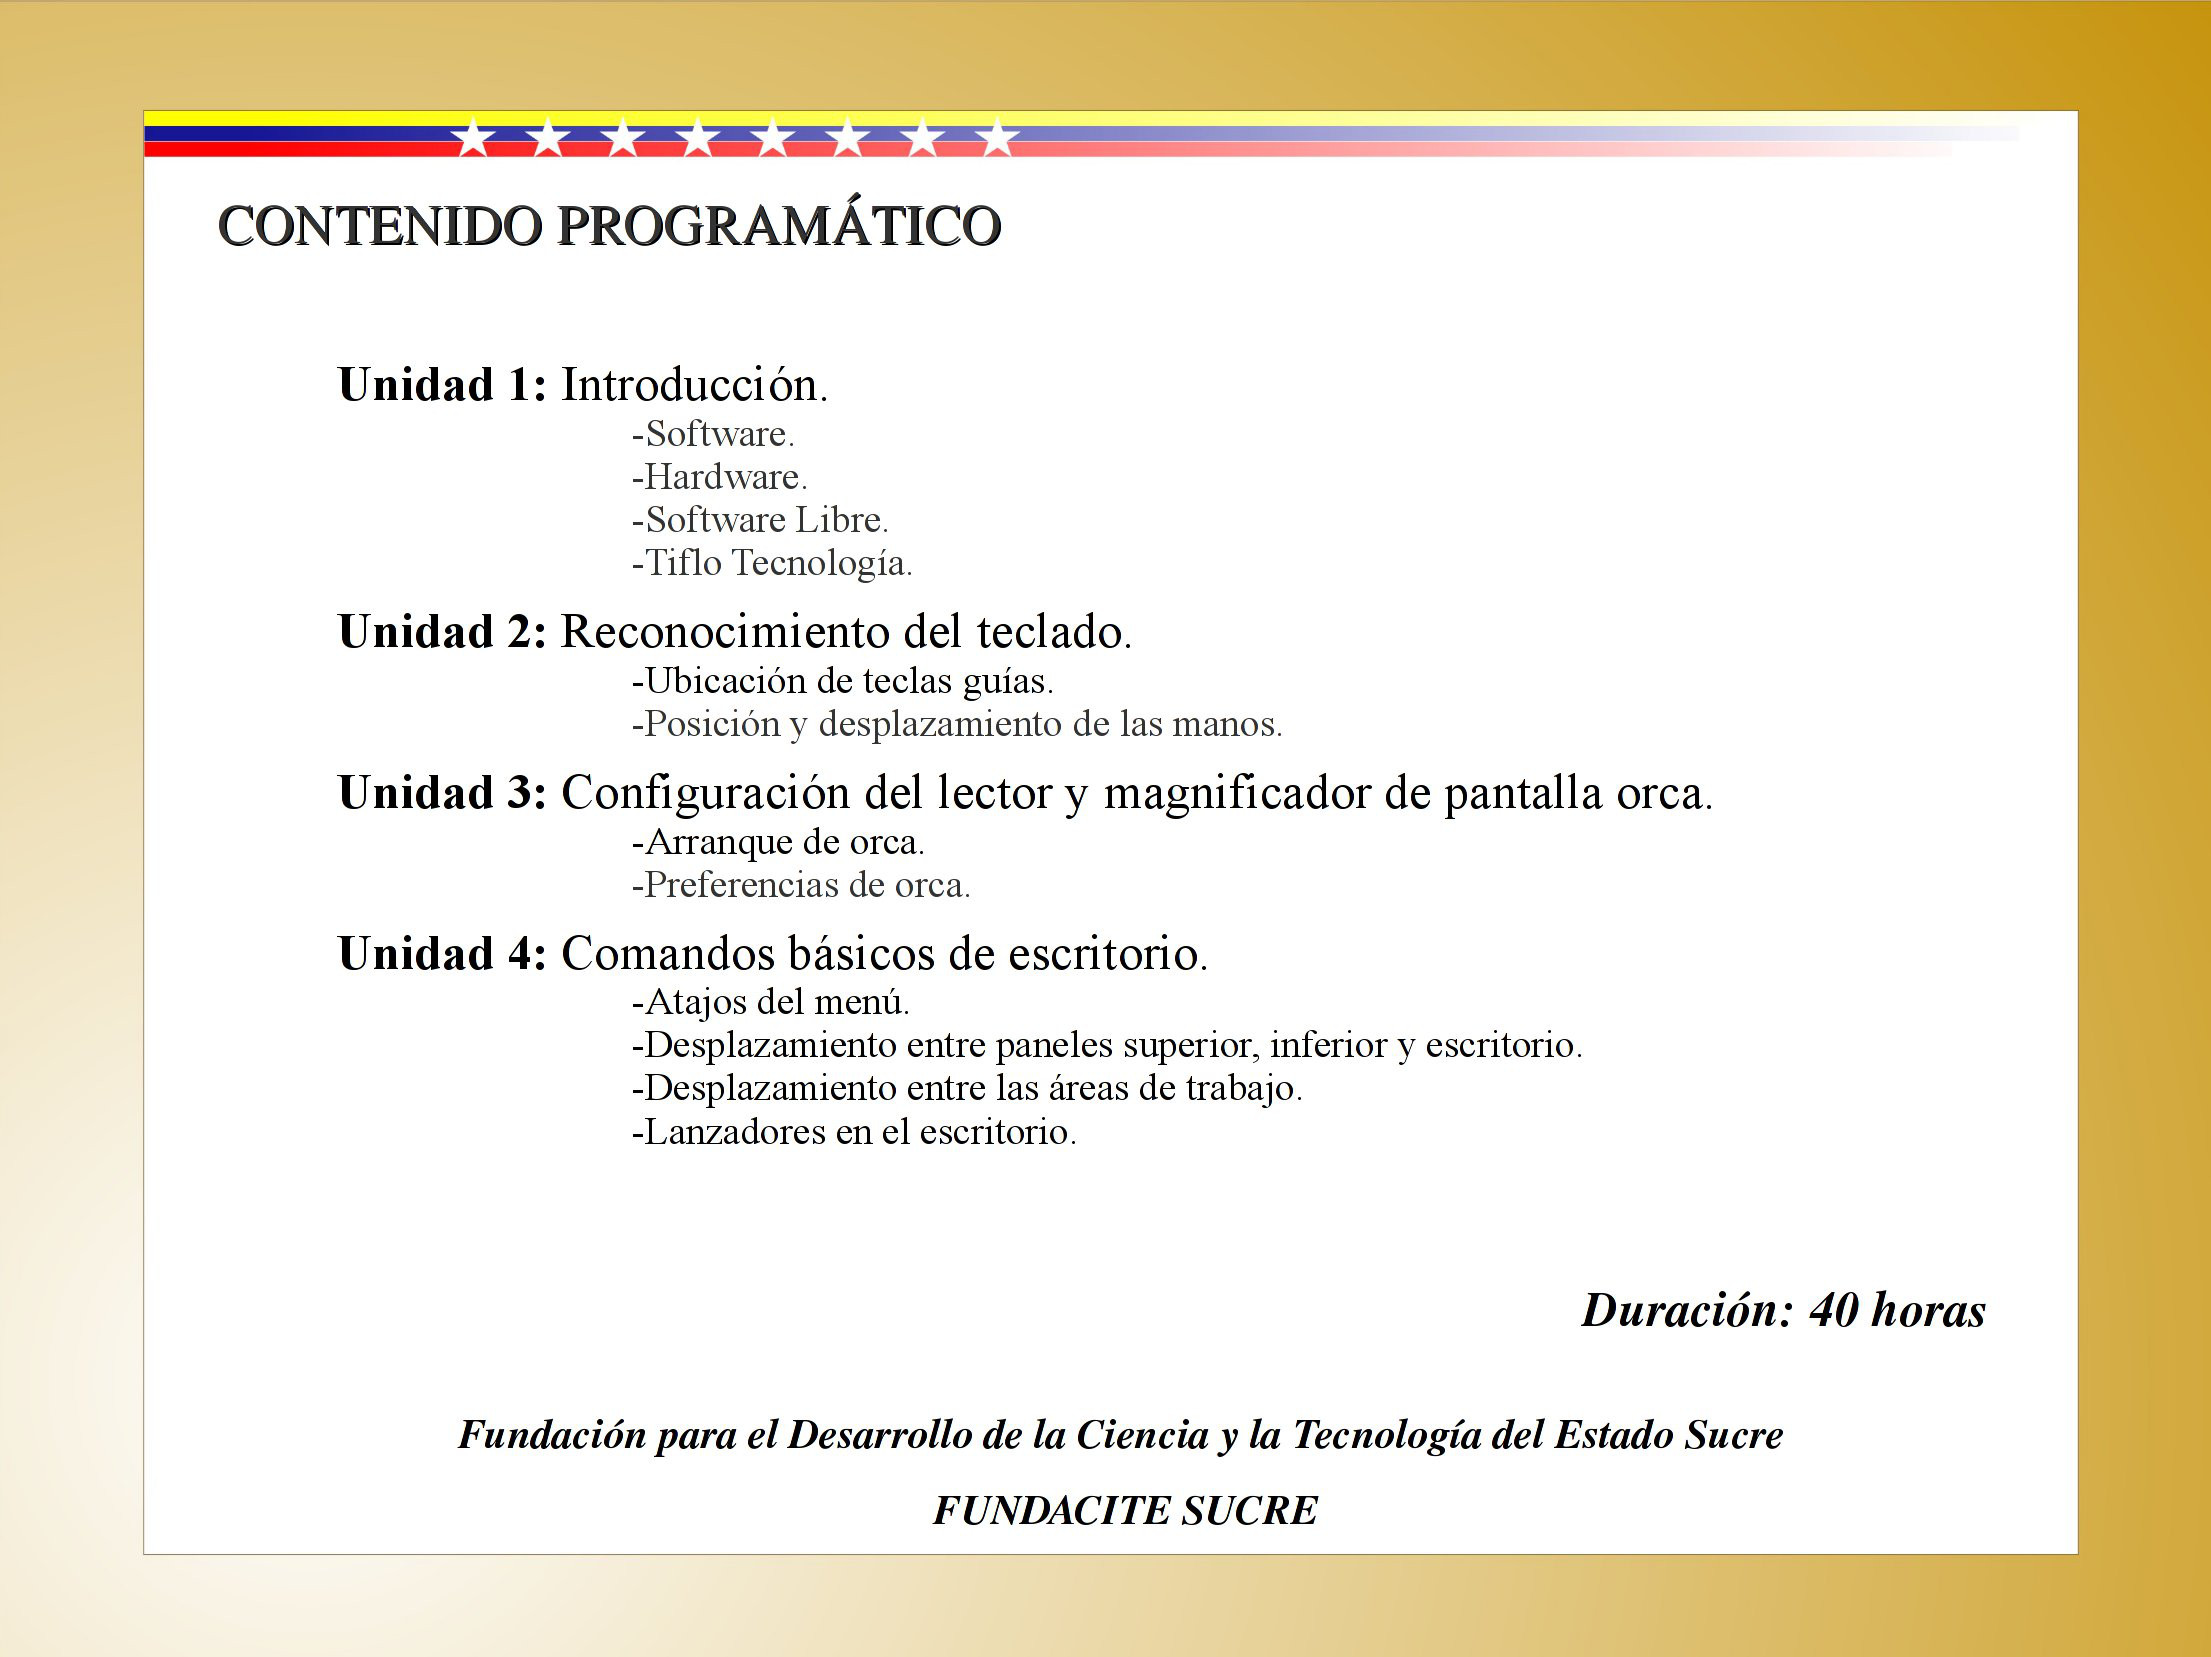 CONTENIDO PROGRAMÁTICO
Unidad 1: Introducción.
-Software.
-Hardware.
-Software Libre.
-Tiflo Tecnología.
Unidad 2: Reconocimiento del teclado.
-Ubicación de teclas guías.
-Posición y desplazamiento de las manos.
Unidad 3: Configuración del lector y magnificador de pantalla orca.
-Arranque de orca.
-Preferencias de orca.
Unidad 4: Comandos básicos de escritorio.
-Atajos del menú.
-Desplazamiento entre paneles superior, inferior y escritorio.
-Desplazamiento entre las áreas de trabajo.
-Lanzadores en el escritorio.
Duración: 40 horas
Fundación para el Desarrollo de la Ciencia y la Tecnología del Estado Sucre
FUNDACITE SUCRE